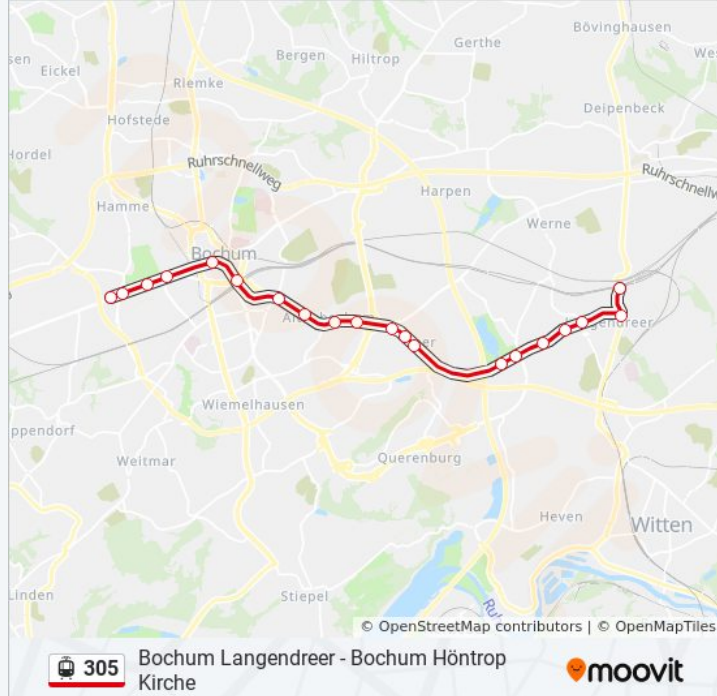 Bövinghausen
Gerthe
Hiltrop
Bergen
Eickel
Riemke
Deipenbeck
Hofstede
Hordel
Ruhrschnellweg
Ruhrschnellw
Harpen
Hamme
Werne
Bochum
Wiemelhausen
Weitmar
Querenburg
Heven
Witten
Linden
Stiepel
© OpenStreetMap contributors | © OpenMapTiles
305
Bochum Langendreer - Bochum Höntrop
Kirche
moovit